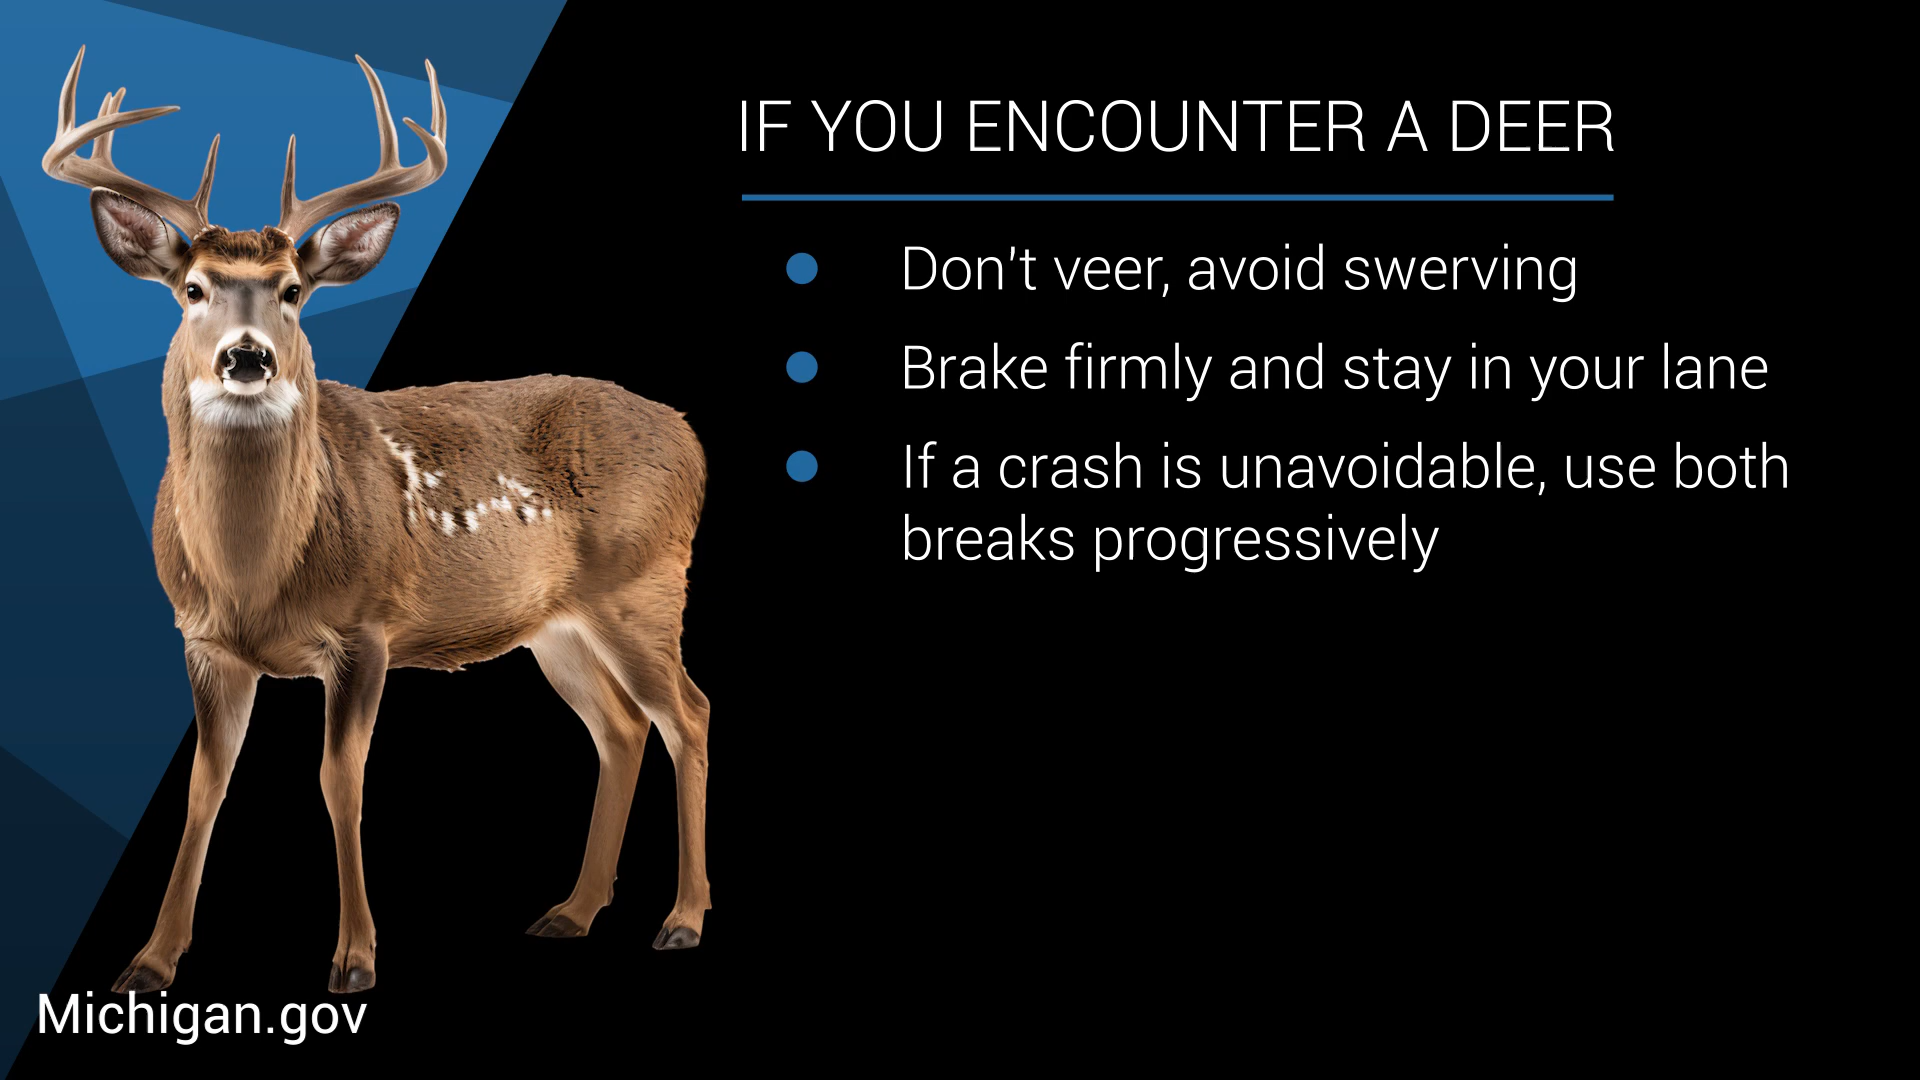 IF YOU ENCOUNTER A DEER
Don't veer, avoid swerving
Brake firmly and stay in your lane
If a crash is unavoidable, use both
breaks progressively
Michigan.gov